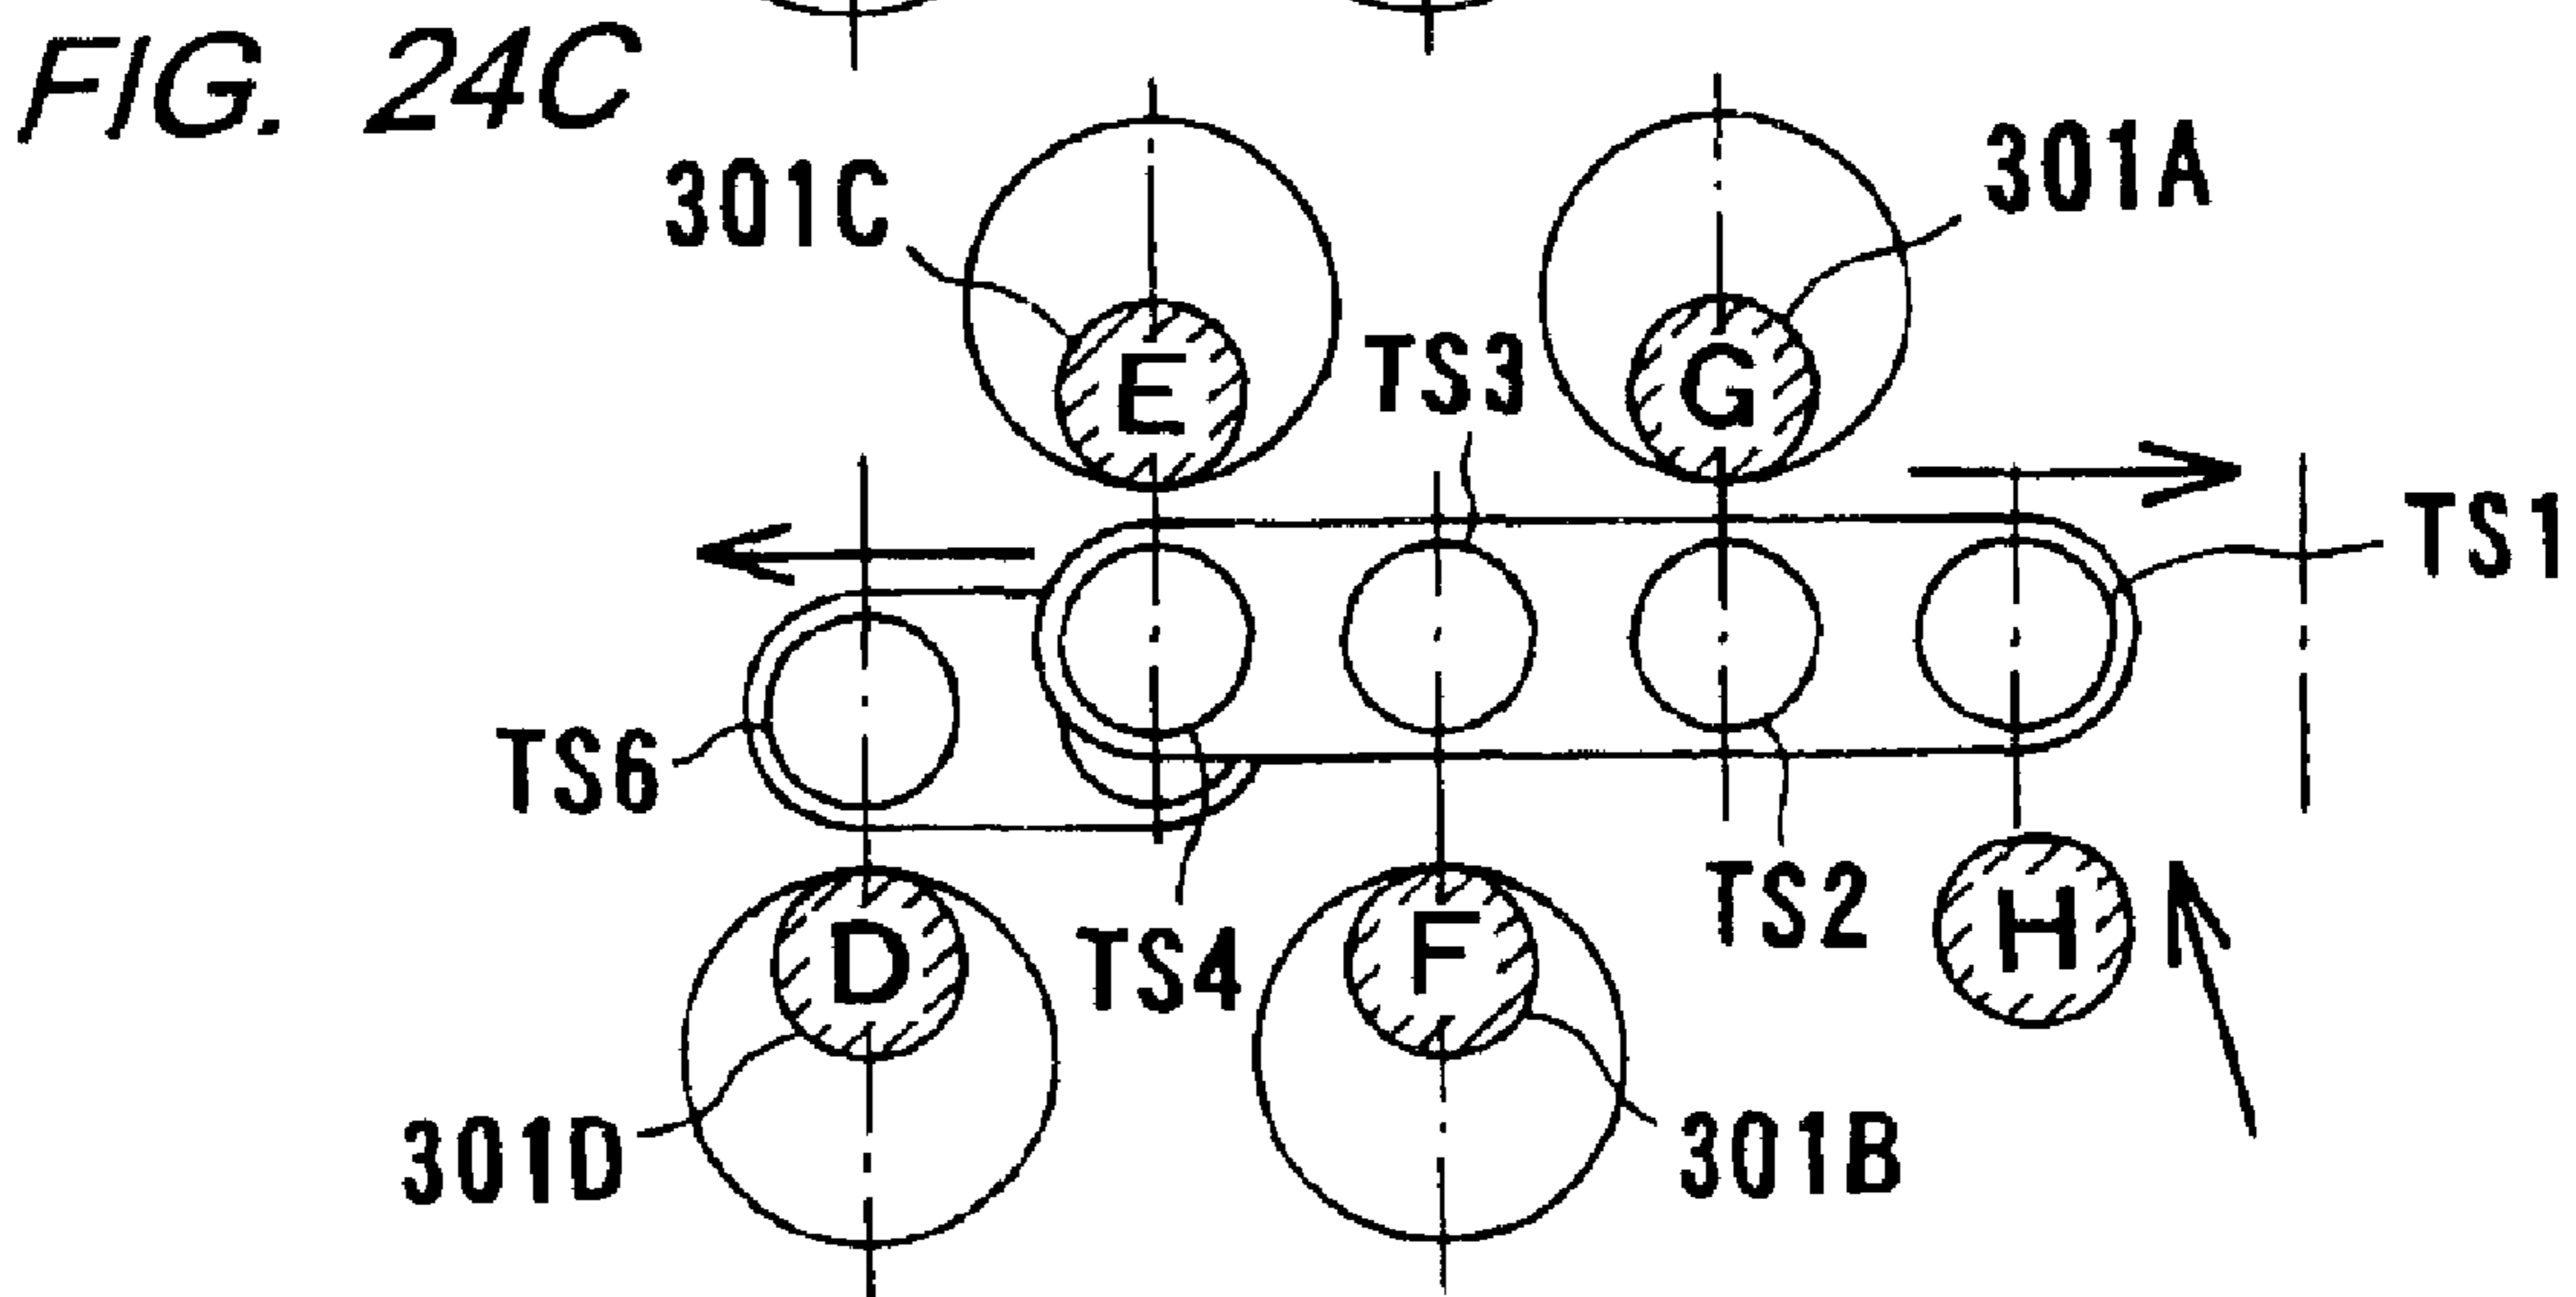 FIG. 24C
301A
301C
TS3
E
G
TS1
TS6
TS2
TS4
D
F
H
301D
301B